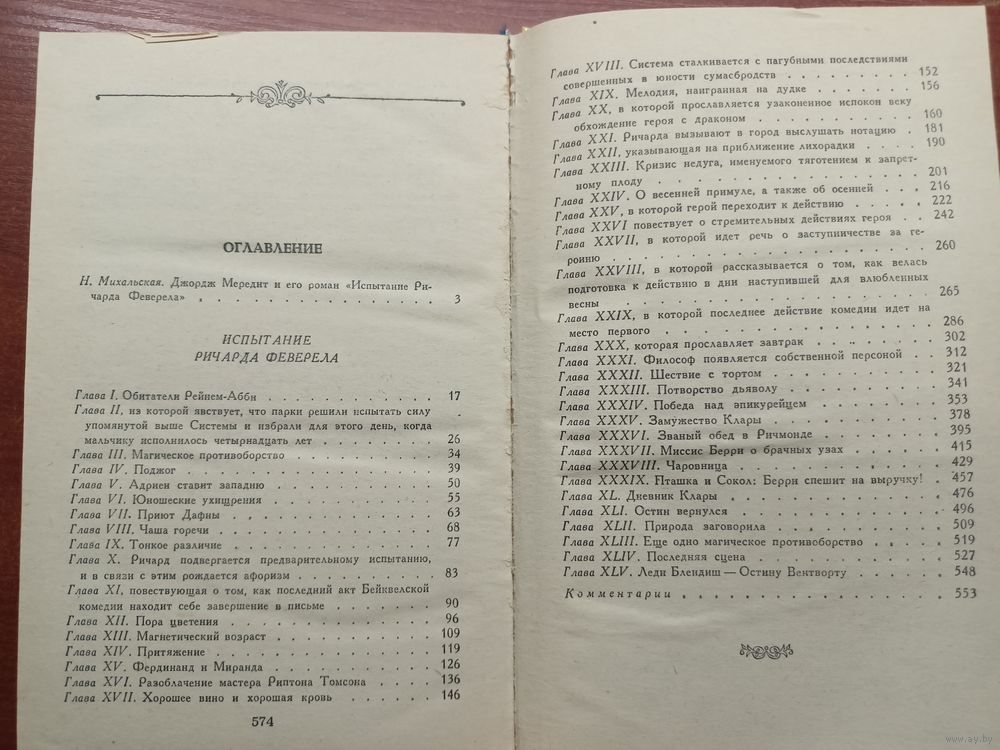 ОГЛАВЛЕНИЕ
Н. Михальская. Джордж Мередит и его роман «Испытание Ри-
чарда Феверела» . . . . . . . . . . . . . . 3
ИСПЫТАНИЕ
РИЧАРДА ФЕВЕРЕЛА
Глава I. Обитатели Рейнем-Абби . . . . . . . . . . 17
Глава II, из которой явствует, что парки решили испытать силу
упомянутой выше Системы и избрали для этого день, когда
мальчику исполнилось четырнадцать лет . . . . . . . 26
Глава III. Магическое противоборство . . . . . . . . 34
Глава IV. Поджог . . . . . . . . . . . . . . 39
Глава V. Адриен ставит западню . . . . . . . . . . 50
Глава VI. Юношеские ухищрения . . . . . . . . . . 55
Глава VII. Приют Дафны . . . . . . . . . . . . 63
Глава VIII. Чаша горечи . . . . . . . . . . . . 68
Глава IX. Тонкое различие . . . . . . . . . . . . 77
Глава X. Ричард подвергается предварительному испытанию,
и в связи с этим рождается афоризм . . . . . . . . 83
Глава XI, повествующая о том, как последний акт Бейквелской
комедии находит себе завершение в письме . . . . . . 90
Глава XII. Пора цветения . . . . . . . . . . . . 96
Глава XIII. Магнетический возраст . . . . . . . . . 109
Глава XIV. Притяжение . . . . . . . . . . . . . 119
Глава XV. Фердинанд и Миранда . . . . . . . . . . 126
Глава XVI. Разоблачение мастера Риптона Томсона . . . . 136
Глава XVII. Хорошее вино и хорошая кровь . . . . . . 146
574
Глава XVIII. Система сталкивается с пагубными последствиями
совершенных в юности сумасбродств . . . . . . . . 152
Глава XIX. Мелодия, наигранная на дудке . . . . . . . 156
Глава XX, в которой прославляется узаконенное испокон веку
обхождение героя с драконом . . . . . . . . . . 160
Глава XXI. Ричарда вызывают в город выслушать нотацию . 181
Глава XXII, указывающая на приближение лихорадки . . . 190
Глава XXIII. Кризис недуга, именуемого тяготением к запрет-
ному плоду . . . . . . . . . . . . . . . 201
Глава XXIV. О весенней примуле, а также об осенней . . . 216
Глава XXV, в которой герой переходит к действию . . . . 222
Глава XXVI повествует о стремительных действиях героя . . 242
Глава XXVII, в которой идет речь о заступничестве за ге-
роиню . . . . . . . . . . . . . . . . . 260
Глава XXVIII, в которой рассказывается о том, как велась
подготовка к действию в дни наступившей для влюбленных
весны . . . . . . . . . . . . . . . . . 265
Глава XXIX, в которой последнее действие комедии идет на
место первого . . . . . . . . . . . . . . 286
Глава XXX, которая прославляет завтрак . . . . . . . 302
Глава XXXI. Философ появляется собственной персоной . . 312
Глава XXXII. Шествие с тортом . . . . . . . . . . 321
Глава XXXIII. Потворство дьяволу . . . . . . . . . 341
Глава XXXIV. Победа над эпикурейцем . . . . . . . . 353
Глава XXXV. Замужество Клары . . . . . . . . . . 378
Глава XXXVI. Званый обед в Ричмонде . . . . . . . . 395
Глава XXXVII. Миссис Берри о брачных узах . . . . . . 415
Глава XXXVIII. Чаровница . . . . . . . . . . . . 429
Глава XXXIX. Пташка и Сокол: Берри спешит на выручку! . 457
Глава XL. Дневник Клары . . . . . . . . . . . . 476
Глава XLI. Остин вернулся . . . . . . . . . . . . 496
Глава XLII. Природа заговорила . . . . . . . . . . 509
Глава XLIII. Еще одно магическое противоборство . . . . 519
Глава XLIV. Последняя сцена . . . . . . . . . . . 527
Глава XLV. Леди Блендиш — Остину Вентворту . . . . . 548
Комментарии . . . . . . . . . . . . . . . 553
www.ay.by